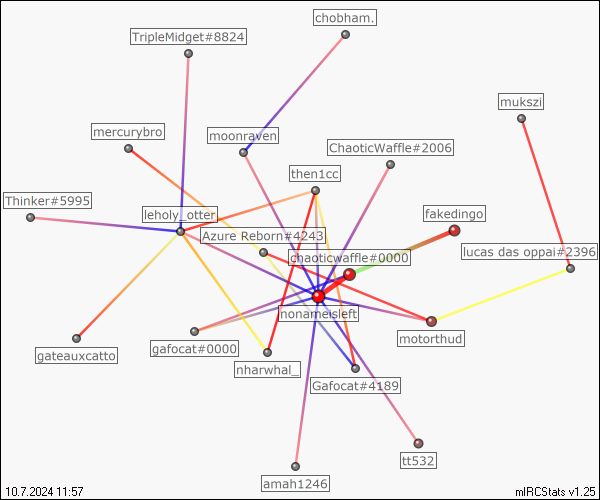 chobham.
TripleMidget#8824
mukszi
mercurybro
moonraven
ChaoticWaffle#2006
then1cc
Thinker#5995
leholy_otter
fakedingo
Azure Reborn#4243
lucas das oppai#2396
chaoticwaffle#0000
nonameisleft
motorthud
gafocat#0000
gateauxcatto
nharwhal_
Gafocat#4189
tt532
amah1246
10.7.2024 11:57
mIRCStats v1.25